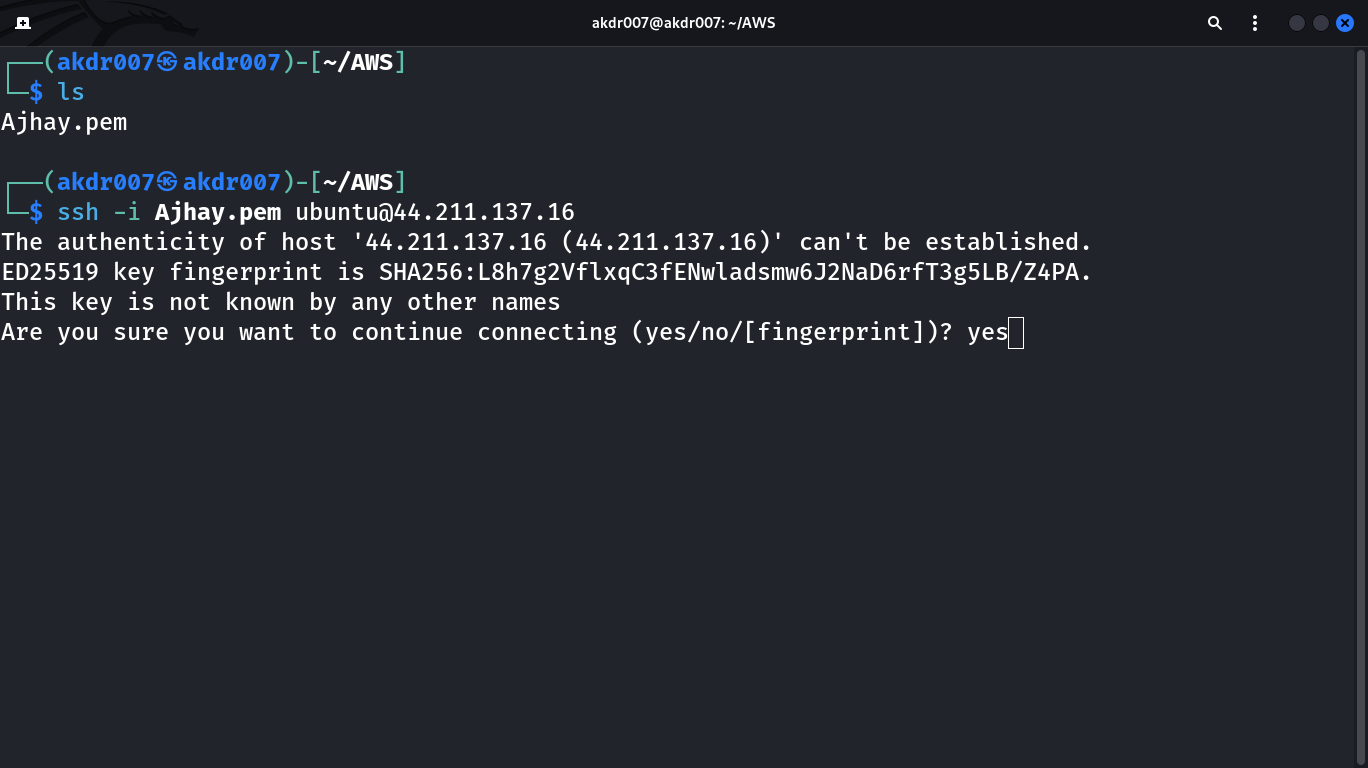 akdr007@akdr007: ~/AWS
┌──(akdr007㉿akdr007)-[~/AWS]
└─$ ls
Ajhay.pem
┌──(akdr007㉿akdr007)-[~/AWS]
└─$ ssh -i Ajhay.pem ubuntu@44.211.137.16
The authenticity of host '44.211.137.16 (44.211.137.16)' can't be established.
ED25519 key fingerprint is SHA256:L8h7g2VflxqC3fENwladsmw6J2NaD6rfT3g5LB/Z4PA.
This key is not known by any other names
Are you sure you want to continue connecting (yes/no/[fingerprint])? yes